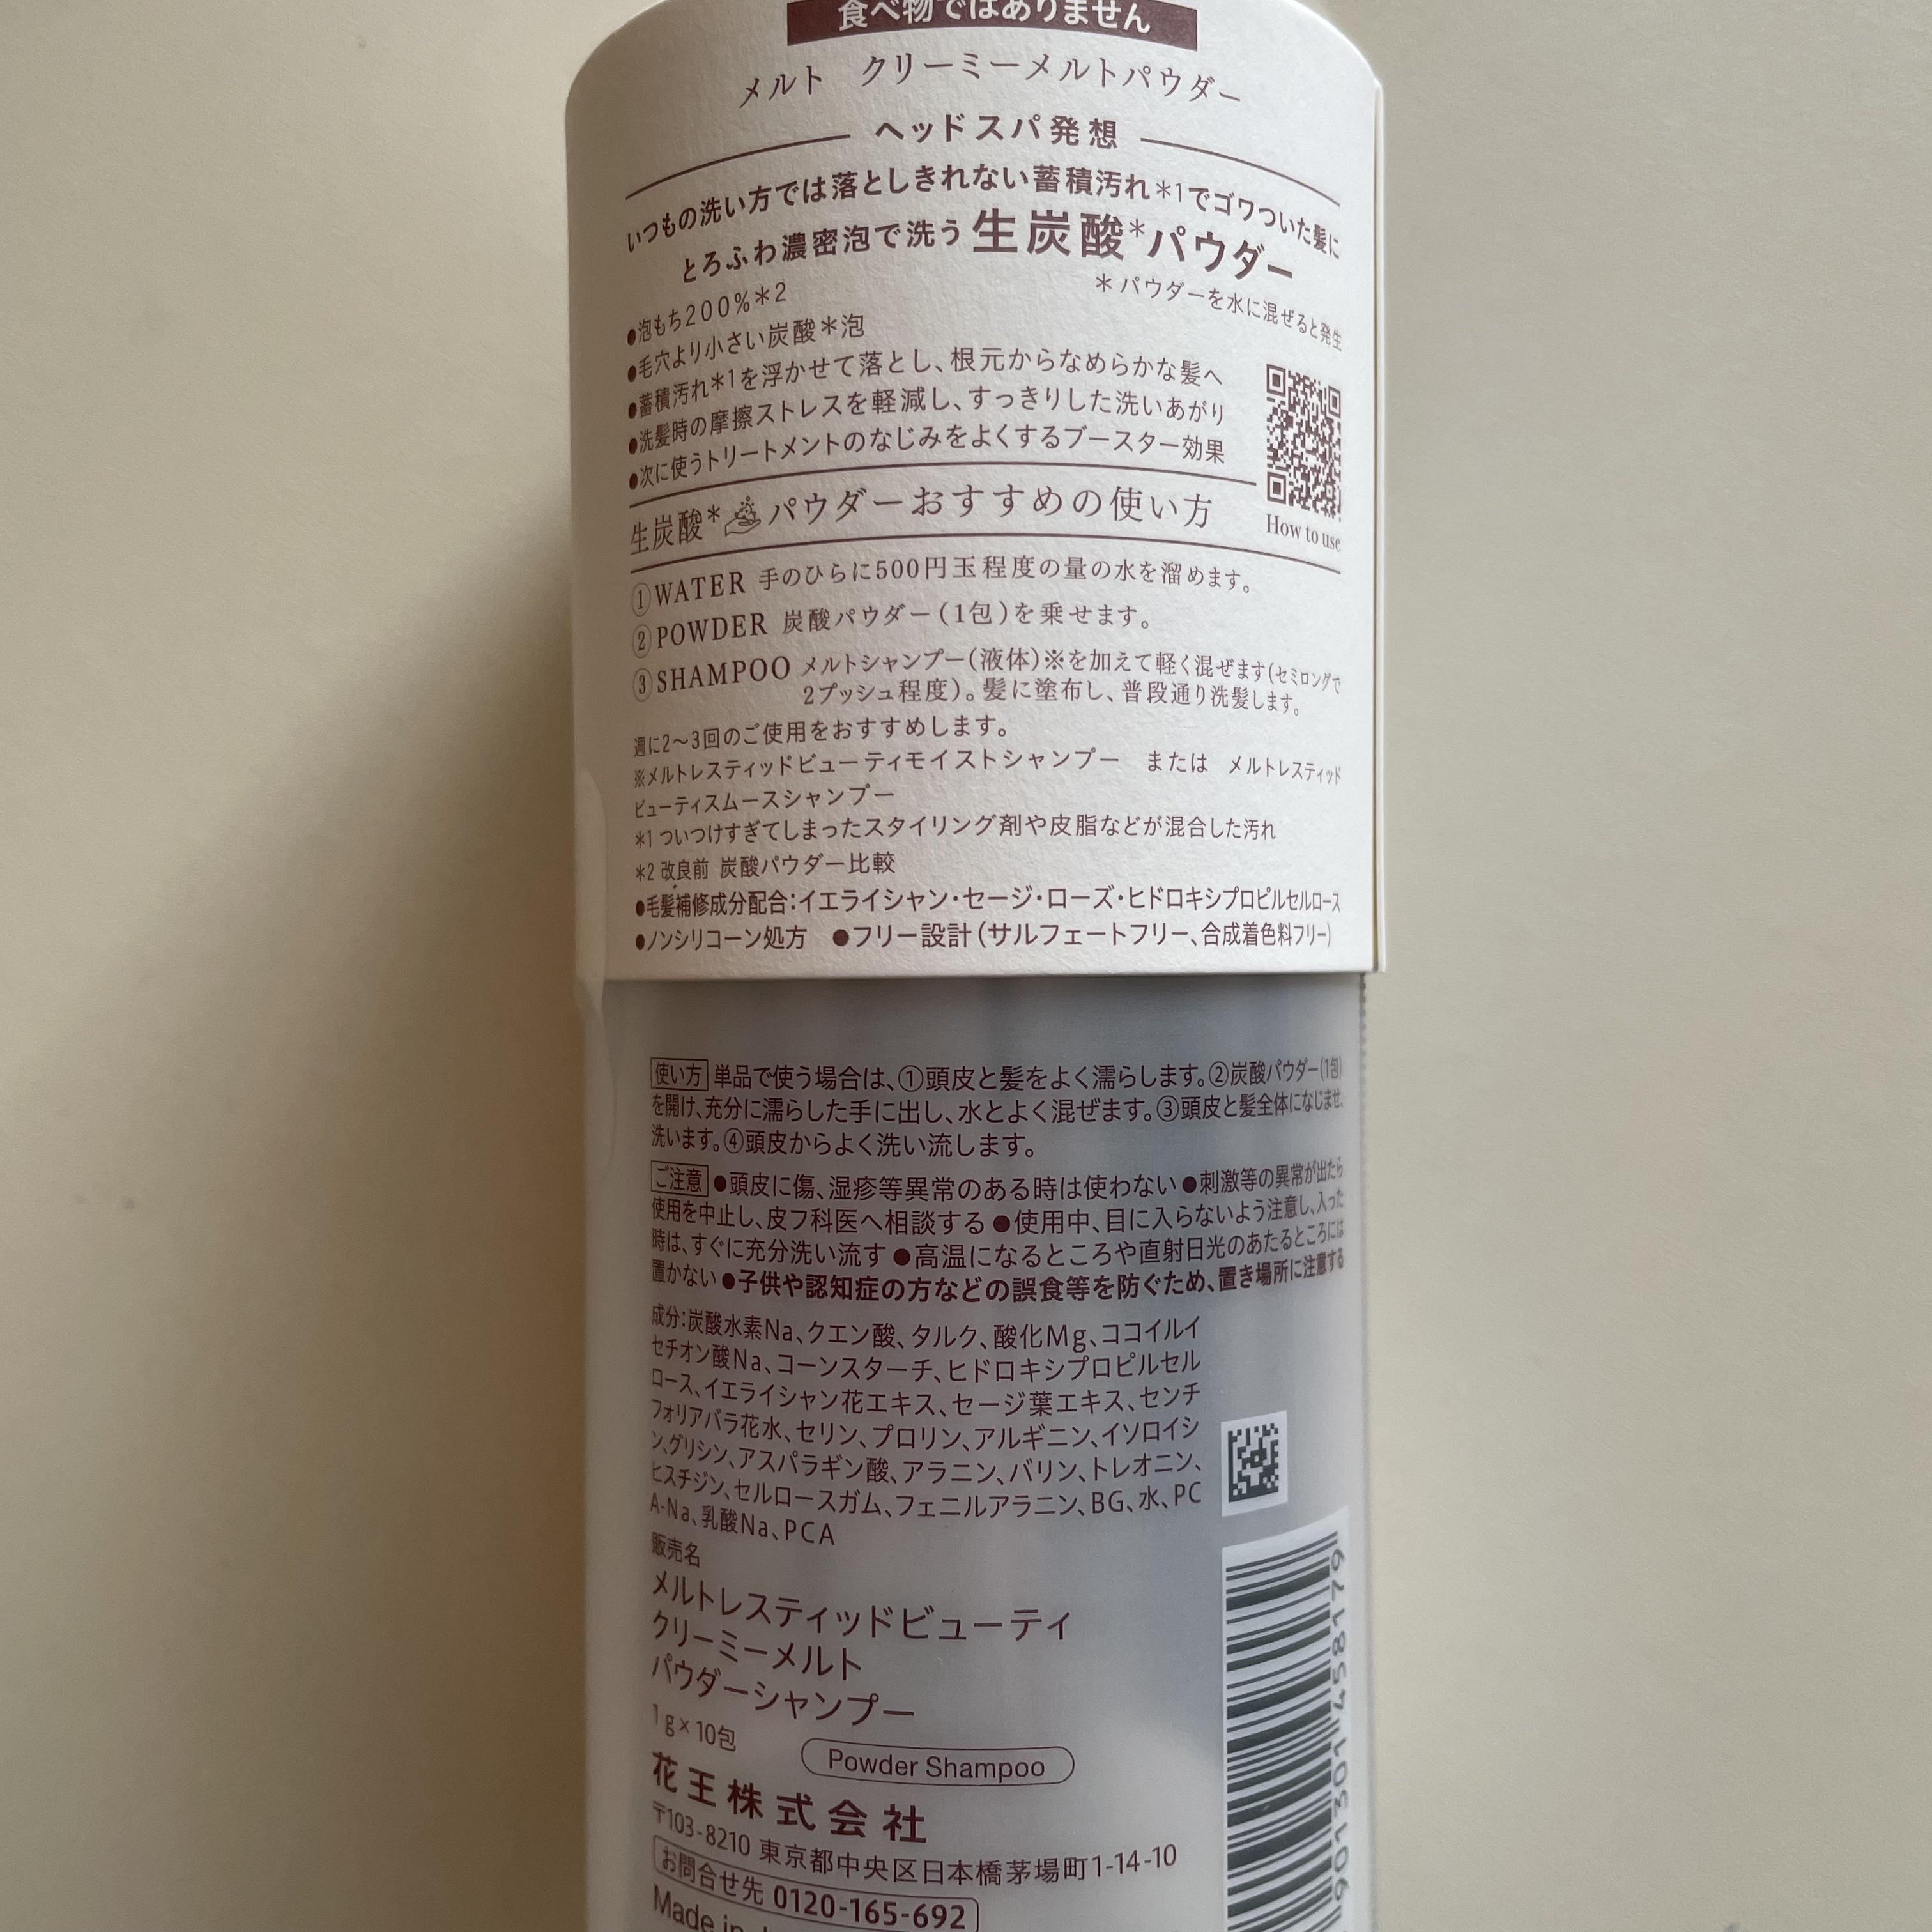 食べ物ではありません
メルト クリーミーメルトパウダー
ヘッドスパ発想
いつもの洗い方では落としきれない蓄積汚れ*1でゴワついた髪に
とろふわ濃密泡で洗う生炭酸*パウダー
*パウダーを水に混ぜると発生
●泡もち200%*2
●毛穴より小さい炭酸*泡
●蓄積汚れ*1を浮かせて落とし、根元からなめらかな髪へ
●洗髪時の摩擦ストレスを軽減し、すっきりした洗いあがり
●次に使うトリートメントのなじみをよくするブースター効果
How to use
生炭酸*パウダーおすすめの使い方
①WATER 手のひらに500円玉程度の量の水を溜めます。
②POWDER 炭酸パウダー(1包)を乗せます。
③SHAMPOO メルトシャンプー(液体)※を加えて軽く混ぜます(セミロングで
2プッシュ程度)。髪に塗布し、普段通り洗髪します。
週に2〜3回のご使用をおすすめします。
※メルトレスティッドビューティモイストシャンプー または メルトレスティッド
ビューティスムースシャンプー
*1 ついつけすぎてしまったスタイリング剤や皮脂などが混合した汚れ
*2 改良前 炭酸パウダー比較
●毛髪補修成分配合:イエライシャン・セージ・ローズ・ヒドロキシプロピルセルロース
●ノンシリコーン処方 ●フリー設計(サルフェートフリー、合成着色料フリー)
使い方 単品で使う場合は、①頭皮と髪をよく濡らします。②炭酸パウダー(1包)
を開け、充分に濡らした手に出し、水とよく混ぜます。③頭皮と髪全体になじませ、
洗います。④頭皮からよく洗い流します。
ご注意 ●頭皮に傷、湿疹等異常のある時は使わない●刺激等の異常が出たら
使用を中止し、皮フ科医へ相談する●使用中、目に入らないよう注意し、入った
時は、すぐに充分洗い流す●高温になるところや直射日光のあたるところには
置かない●子供や認知症の方などの誤食等を防ぐため、置き場所に注意する
成分:炭酸水素Na、クエン酸、タルク、酸化Mg、ココイルイ
セチオン酸Na、コーンスターチ、ヒドロキシプロピルセル
ロース、イエライシャン花エキス、セージ葉エキス、センチ
フォリアバラ花水、セリン、プロリン、アルギニン、イソロイシ
ン、グリシン、アスパラギン酸、アラニン、バリン、トレオニン、
ヒスチジン、セルロースガム、フェニルアラニン、BG、水、PC
A-Na、乳酸Na、PCA
販売名
メルトレスティッドビューティ
クリーミーメルト
パウダーシャンプー
1g×10包
Powder Shampoo
花王株式会社
〒103-8210 東京都中央区日本橋茅場町1-14-10
お問合せ先 0120-165-692
Made in